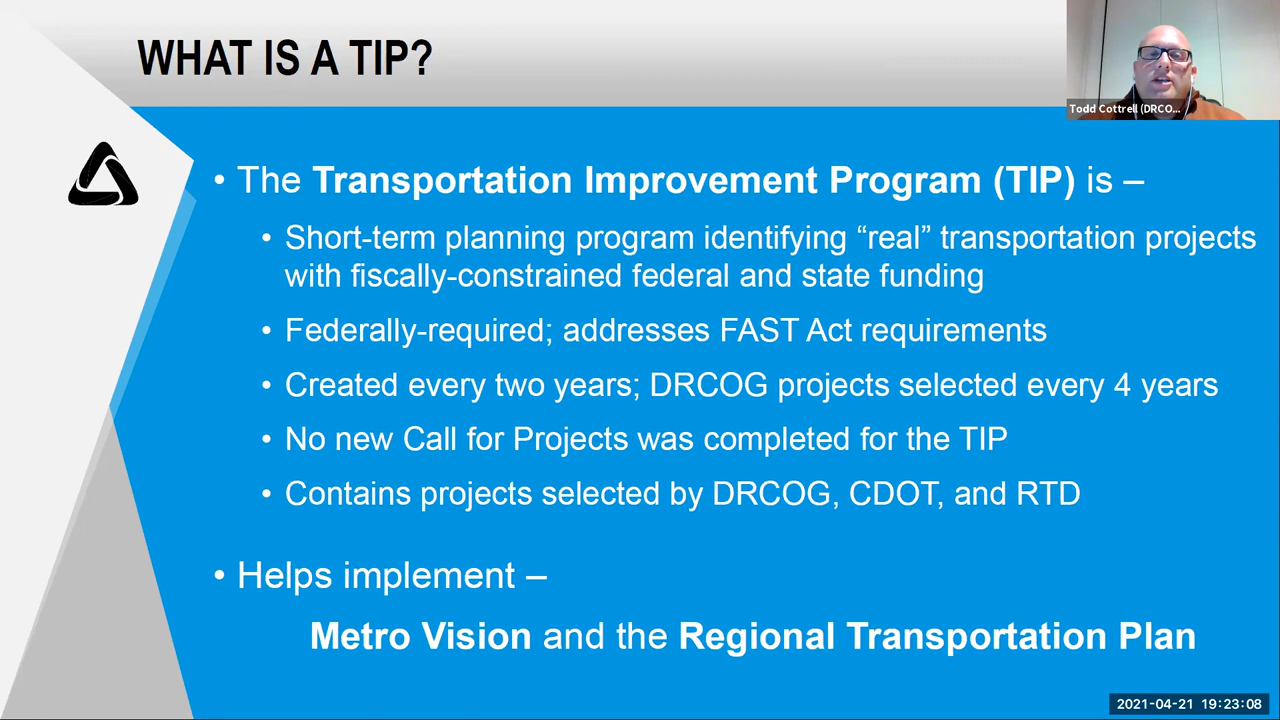 WHAT IS A TIP?
Todd Cottrell (DRCO...
• The Transportation Improvement Program (TIP) is –
• Short-term planning program identifying “real” transportation projects
with fiscally-constrained federal and state funding
• Federally-required; addresses FAST Act requirements
• Created every two years; DRCOG projects selected every 4 years
• No new Call for Projects was completed for the TIP
• Contains projects selected by DRCOG, CDOT, and RTD
• Helps implement –
Metro Vision and the Regional Transportation Plan
2021-04-21 19:23:08